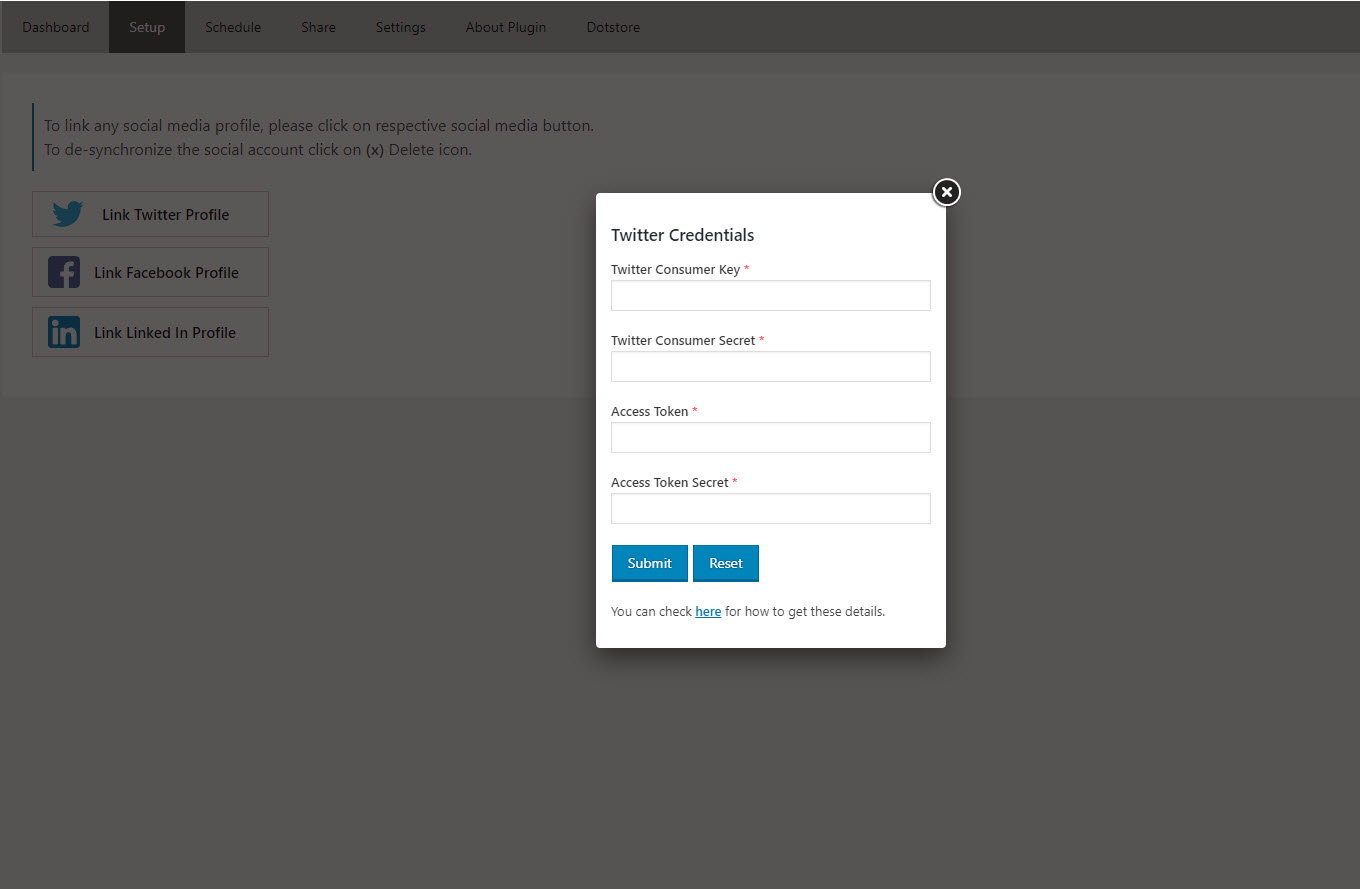 Dashboard Setup Schedule Share Settings About Plugin Dotstore
To link any social media profile, please click on respective social media button.
To de-synchronize the social account click on (x) Delete icon.
Link Twitter Profile
Link Facebook Profile
Link Linked In Profile
Twitter Credentials
Twitter Consumer Key *
Twitter Consumer Secret *
Access Token *
Access Token Secret *
Submit Reset
You can check here for how to get these details.